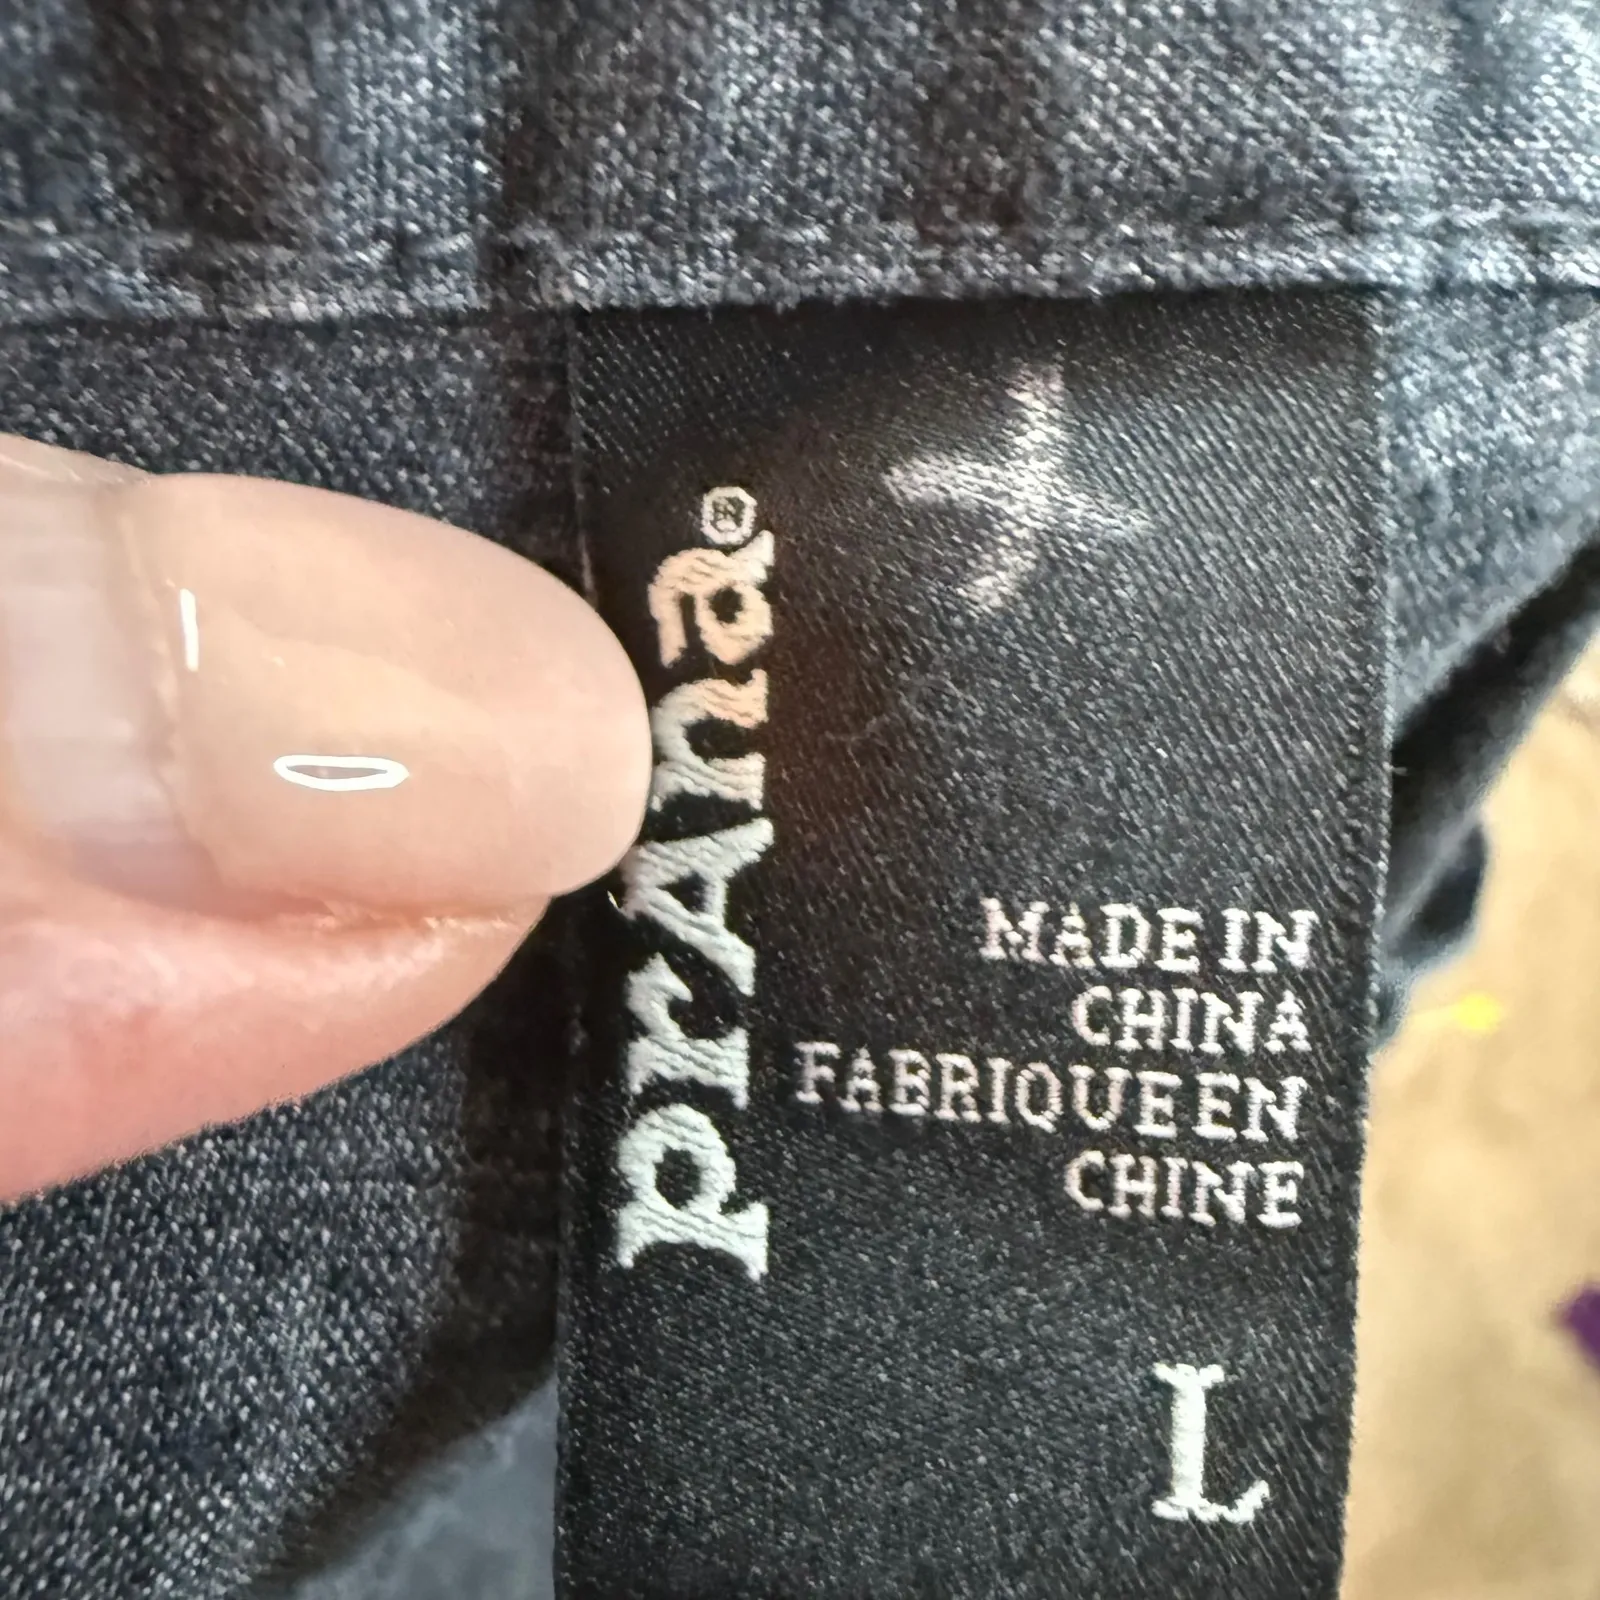 prAna®
MADE IN
CHINA
FABRIQUE EN
CHINE
L